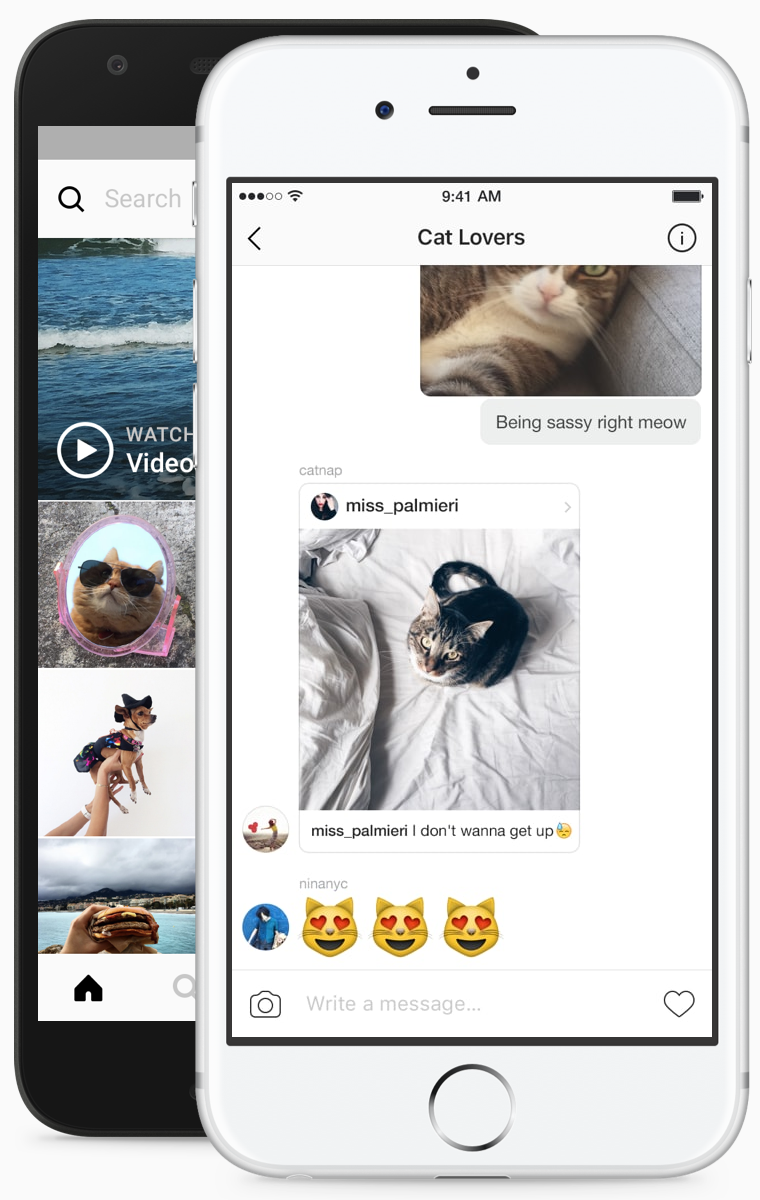 Search
WATCH
Video
9:41 AM
Cat Lovers
Being sassy right meow
catnap
miss_palmieri
miss_palmieri I don't wanna get up😓
ninanyc
😻 😻 😻
Write a message...